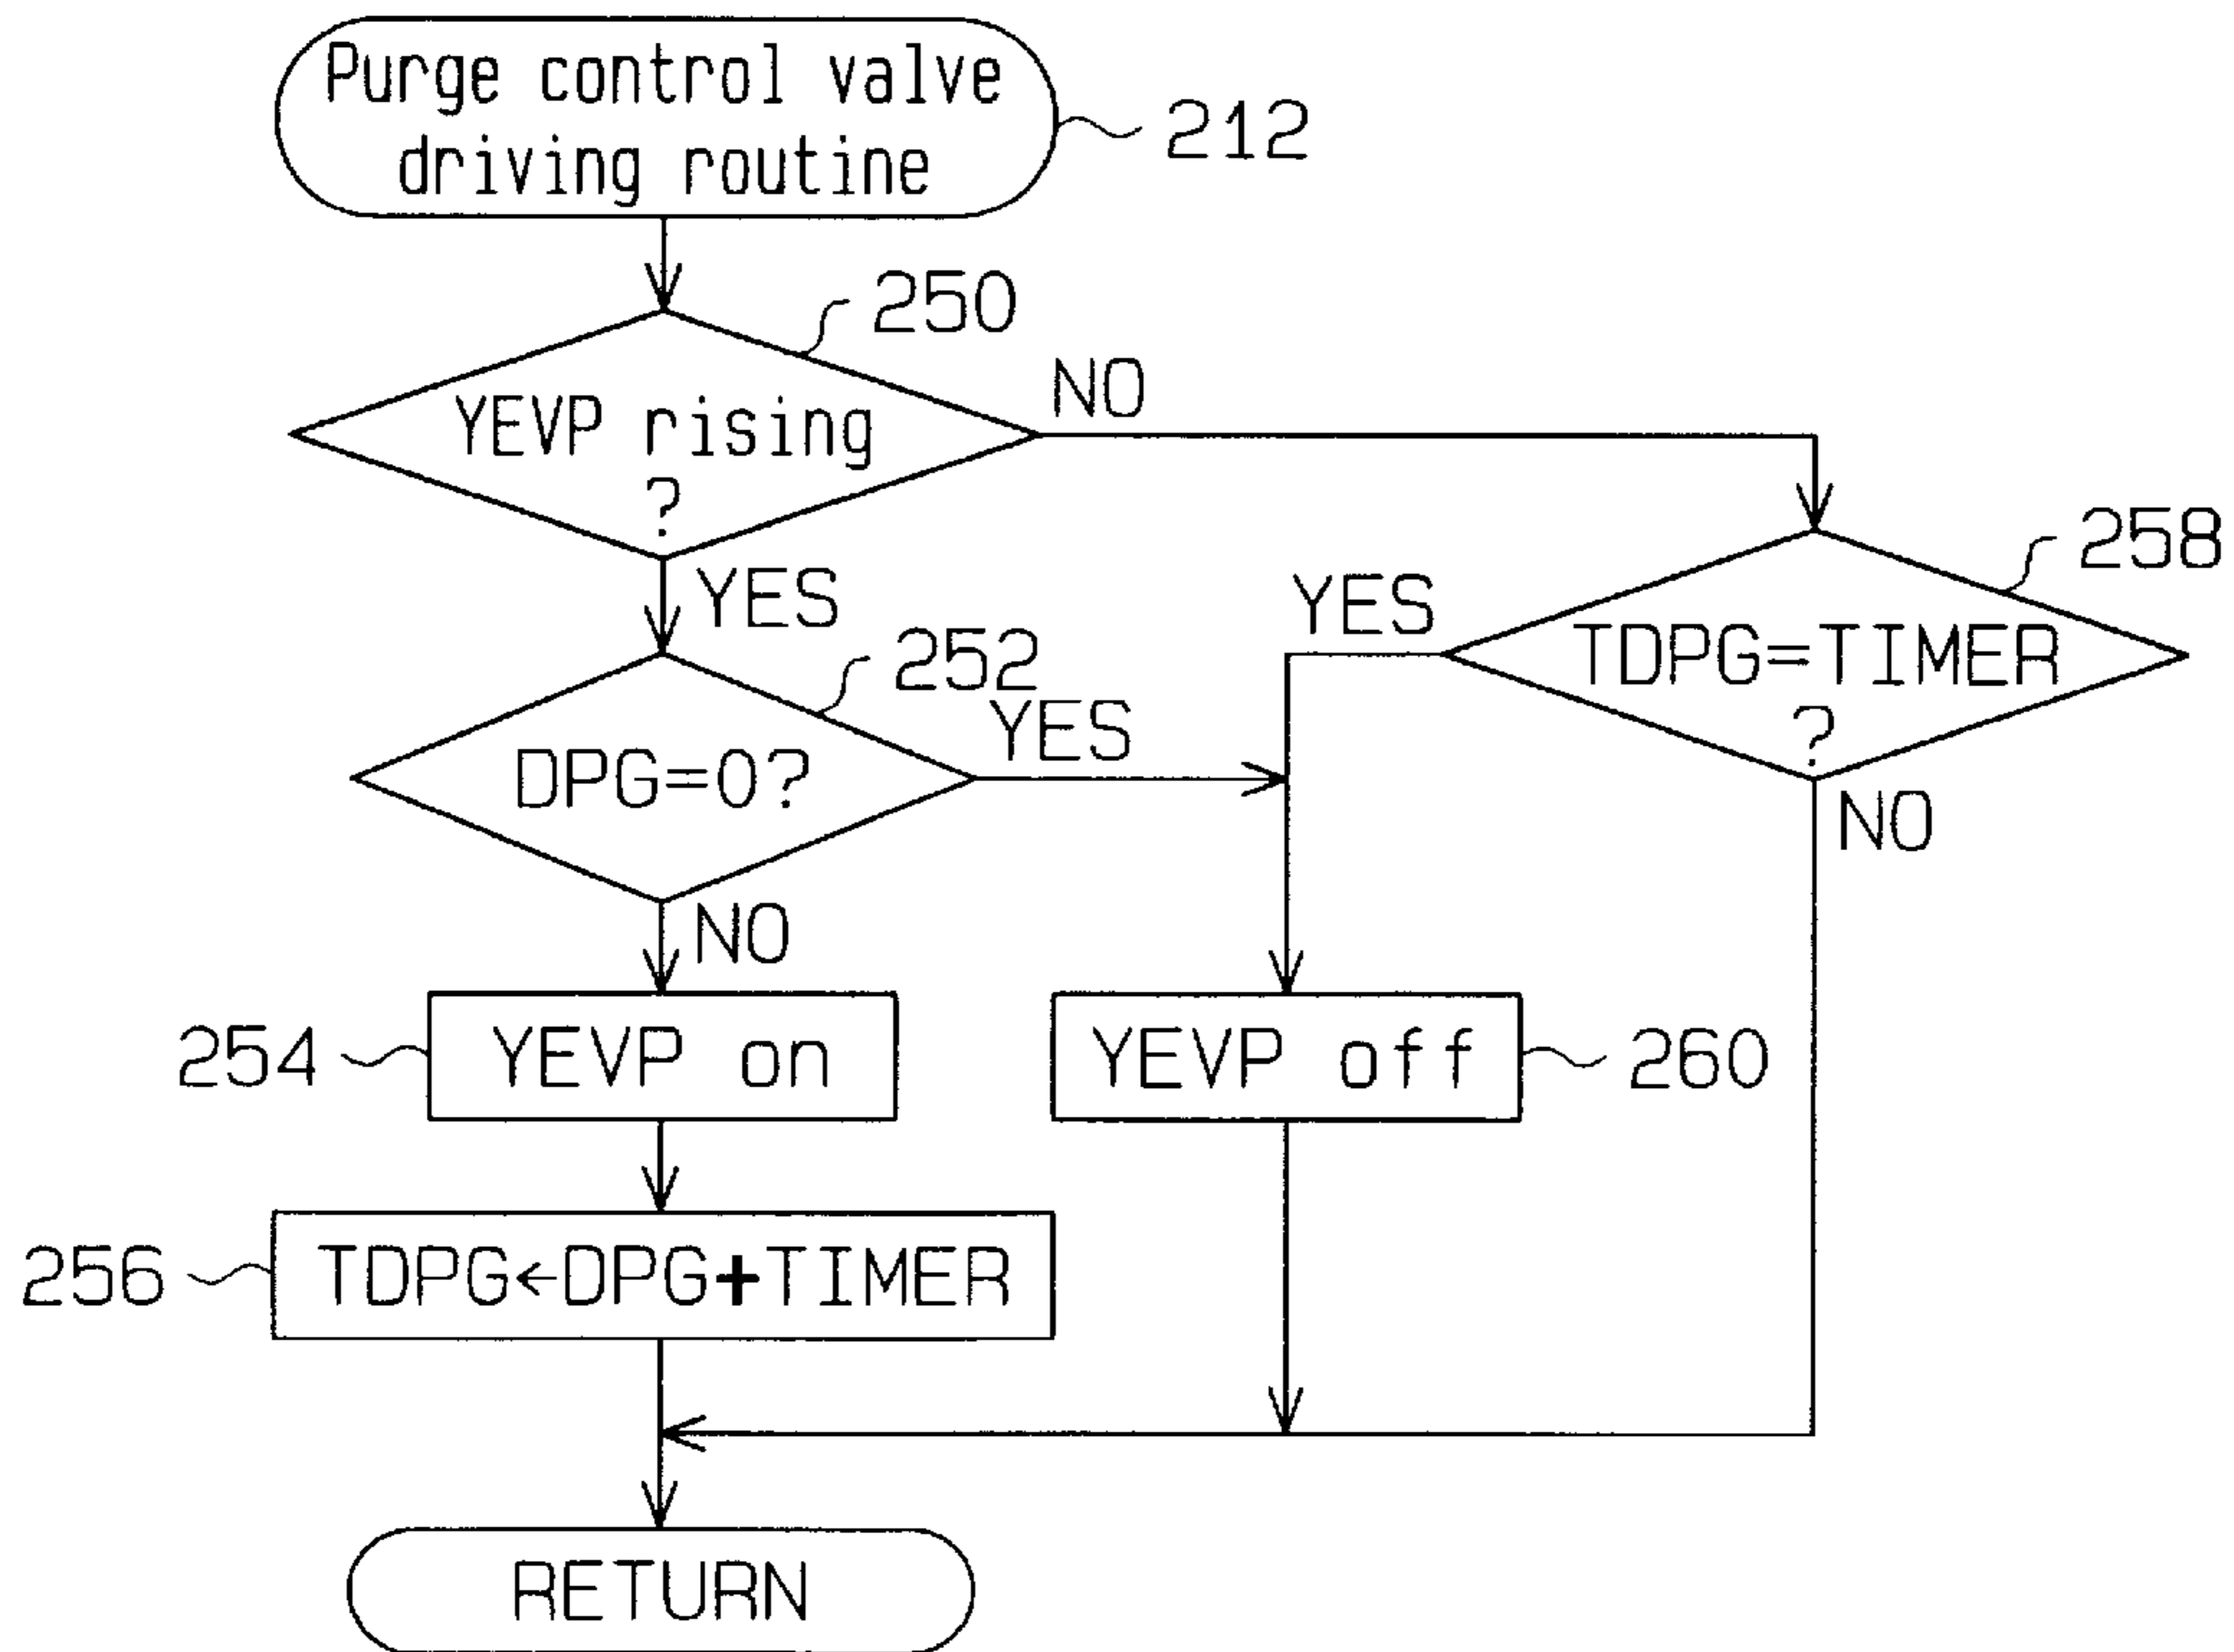 Purge control valve
driving routine
212
250
YEVP rising
?
NO
YES
258
TDPG=TIMER
?
YES
NO
252
DPG=0?
YES
NO
254
YEVP on
YEVP off
260
256
TDPG←DPG+TIMER
RETURN